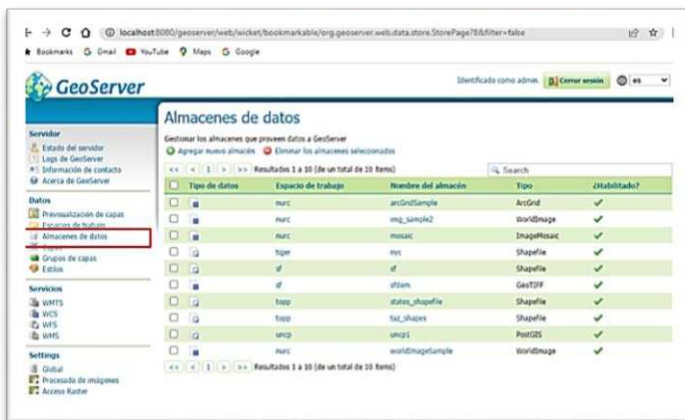 localhost:8080/geoserver/web/wicket/bookmarkable/org.geoserver.web.data.store.StorePage?8&filter=false
Bookmarks Gmail YouTube Maps Google
GeoServer
Identificado como admin. Cerrar sesión es
Servidor
Estado del servidor
Logs de GeoServer
Información de contacto
Acerca de GeoServer
Datos
Previsualización de capas
Espacios de trabajo
Almacenes de datos
Capas
Grupos de capas
Estilos
Servicios
WMTS
WCS
WFS
WMS
Settings
Global
Procesado de imágenes
Acceso Raster
Almacenes de datos
Gestionar los almacenes que proveen datos a GeoServer
Agregar nuevo almacén Eliminar los almacenes seleccionados
<< < 1 > >> Resultados 1 a 10 (de un total de 10 ítems) Search
Tipo de datos Espacio de trabajo Nombre del almacén Tipo ¿Habilitado?
nurc arcGridSample ArcGrid
nurc img_sample2 WorldImage
nurc mosaic ImageMosaic
tiger nyc Shapefile
sf sf Shapefile
sf sfdem GeoTIFF
topp states_shapefile Shapefile
topp taz_shapes Shapefile
uncp uncp1 PostGIS
nurc worldImageSample WorldImage
<< < 1 > >> Resultados 1 a 10 (de un total de 10 ítems)